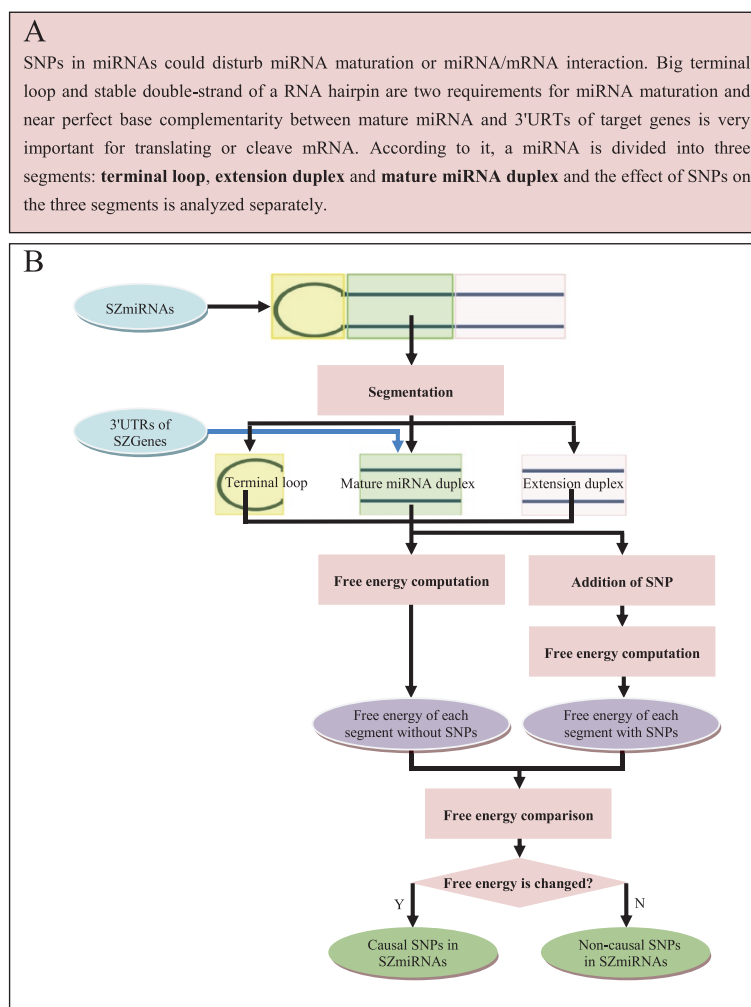 A
SNPs in miRNAs could disturb miRNA maturation or miRNA/mRNA interaction. Big terminal
loop and stable double-strand of a RNA hairpin are two requirements for miRNA maturation and
near perfect base complementarity between mature miRNA and 3'URTs of target genes is very
important for translating or cleave mRNA. According to it, a miRNA is divided into three
segments: terminal loop, extension duplex and mature miRNA duplex and the effect of SNPs on
the three segments is analyzed separately.
B
SZmiRNAs
Segmentation
3'UTRs of
SZGenes
Terminal loop
Mature miRNA duplex
Extension duplex
Free energy computation
Addition of SNP
Free energy computation
Free energy of each
segment without SNPs
Free energy of each
segment with SNPs
Free energy comparison
Free energy is changed?
Y
N
Causal SNPs in
SZmiRNAs
Non-causal SNPs
in SZmiRNAs